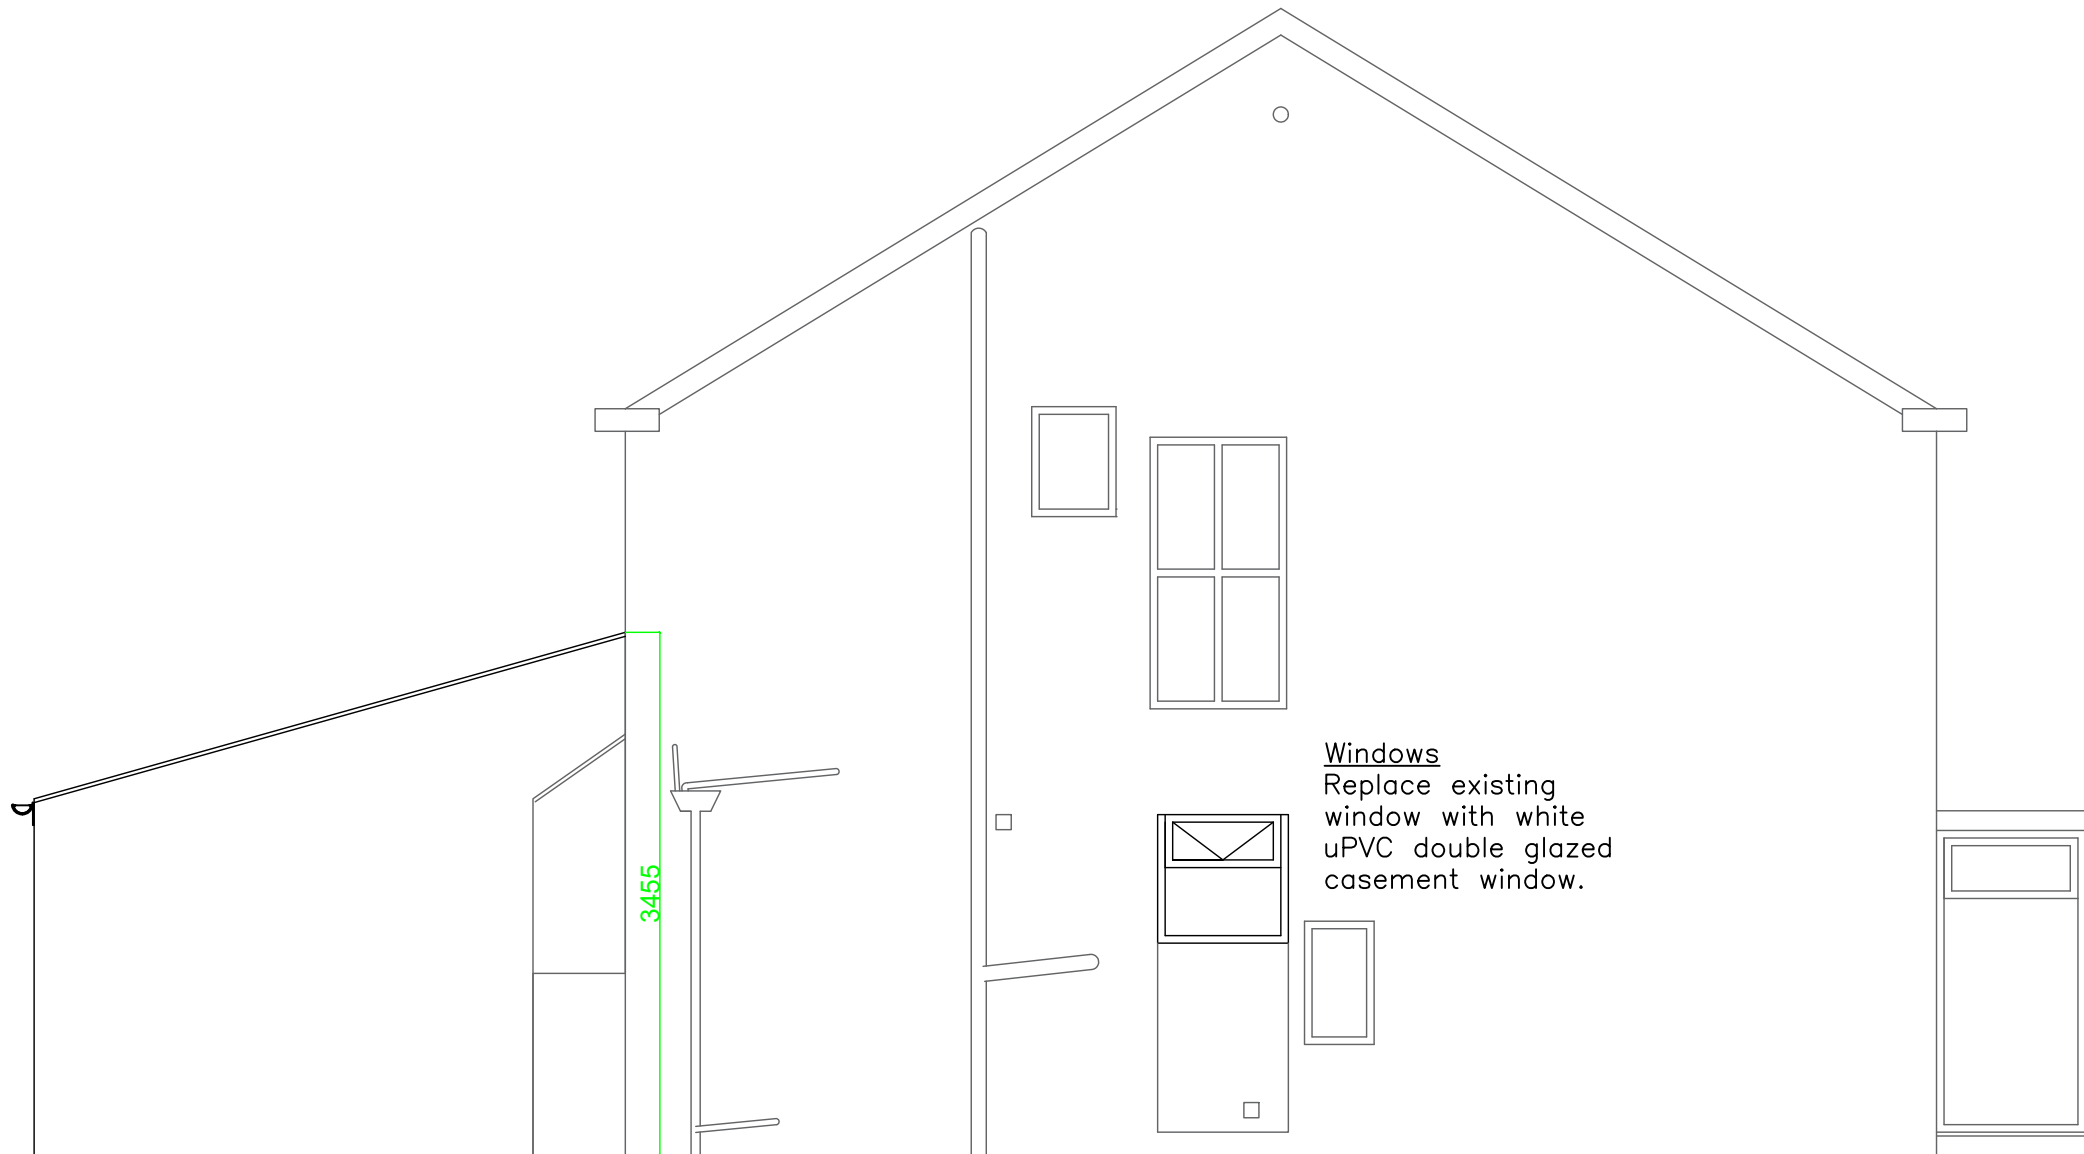 Windows
Replace existing
window with white
uPVC double glazed
casement window.
3455